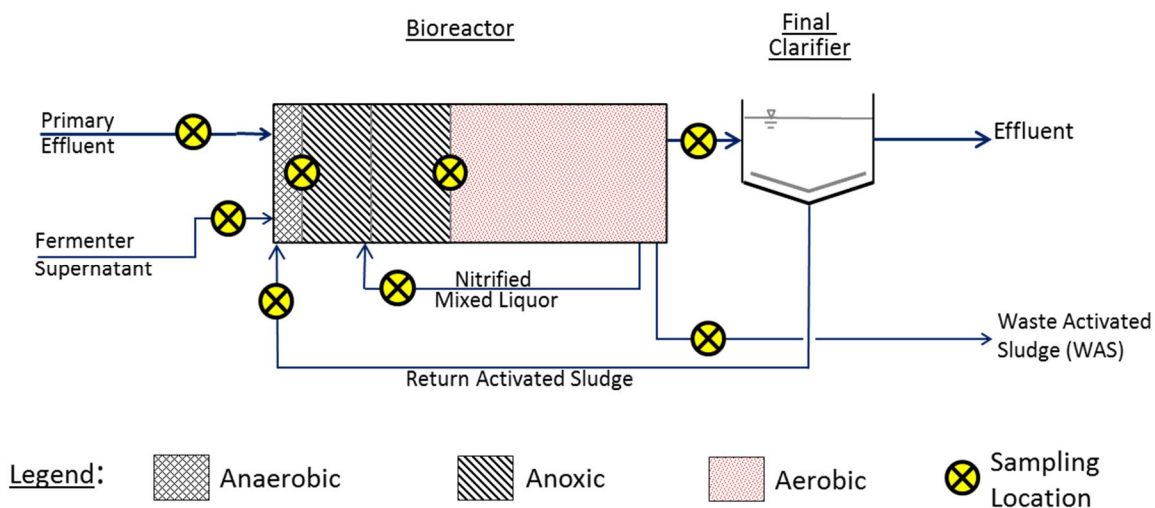 Bioreactor
Final
Clarifier
Primary
Effluent
Effluent
Fermenter
Supernatant
Nitrified
Mixed Liquor
Waste Activated
Sludge (WAS)
Return Activated Sludge
Legend:
Anaerobic
Anoxic
Aerobic
Sampling
Location